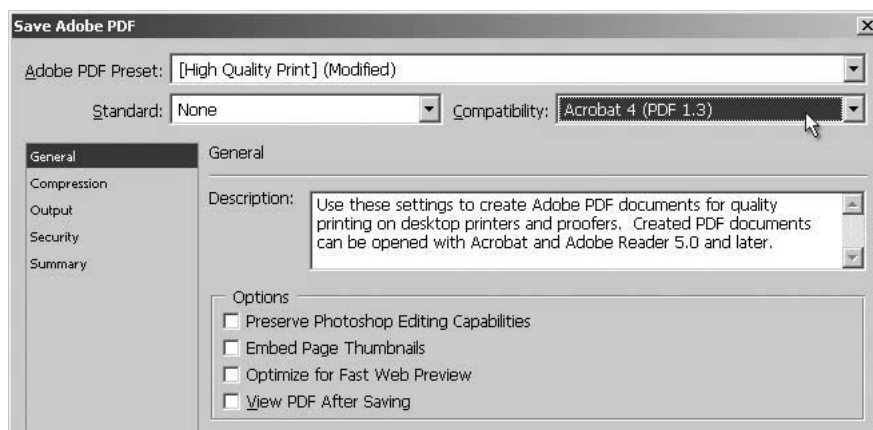 Save Adobe PDF
Adobe PDF Preset: [High Quality Print] (Modified)
Standard: None Compatibility: Acrobat 4 (PDF 1.3)
General
Compression
Output
Security
Summary
General
Description: Use these settings to create Adobe PDF documents for quality
printing on desktop printers and proofers. Created PDF documents
can be opened with Acrobat and Adobe Reader 5.0 and later.
Options
Preserve Photoshop Editing Capabilities
Embed Page Thumbnails
Optimize for Fast Web Preview
View PDF After Saving